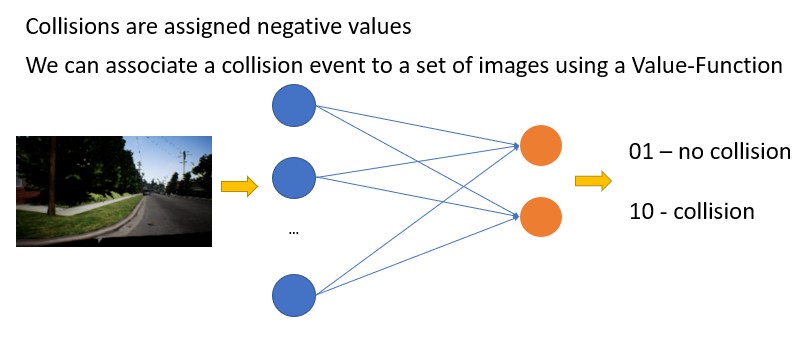 Collisions are assigned negative values
We can associate a collision event to a set of images using a Value-Function
...
01 – no collision
10 - collision